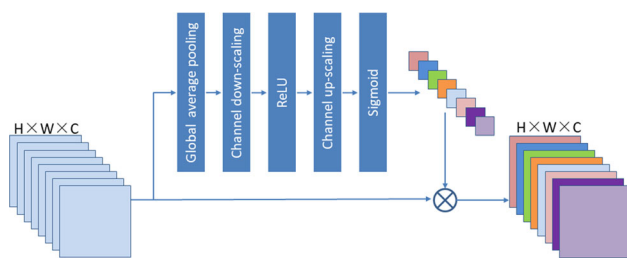 Global average pooling
Channel down-scaling
ReLU
Channel up-scaling
Sigmoid
H×W×C
H×W×C